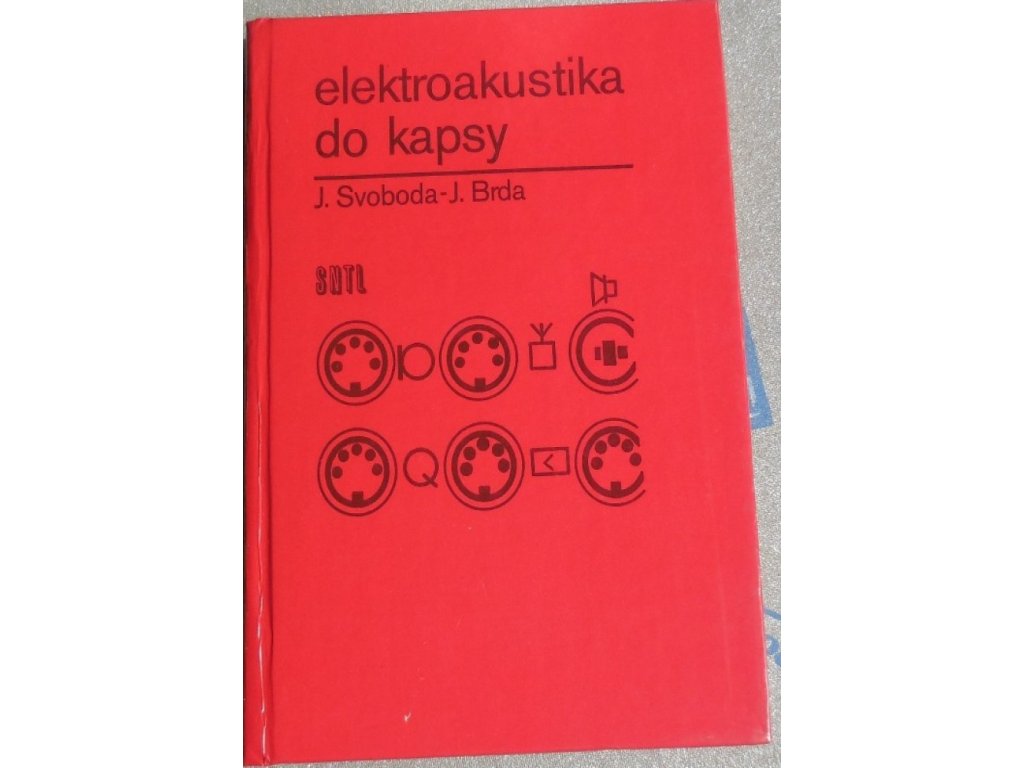 elektroakustika
do kapsy
J. Svoboda-J. Brda
SNTL